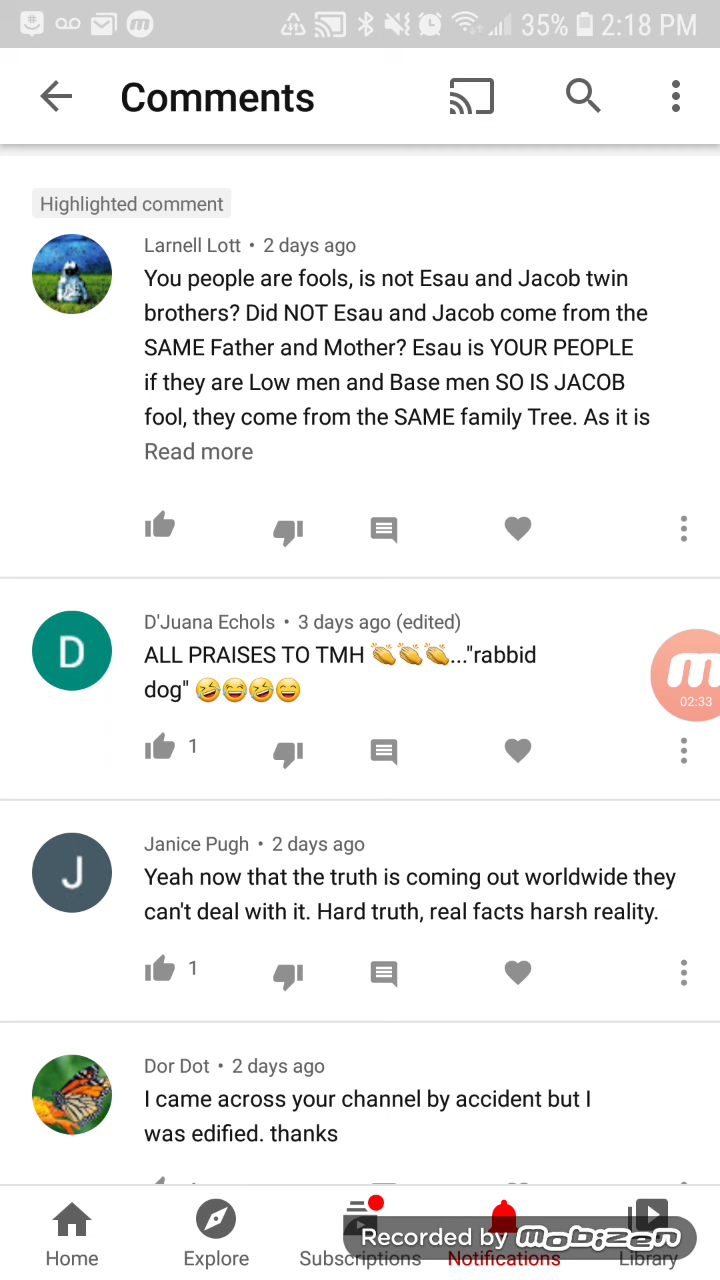 35% 2:18 PM
Comments
Highlighted comment
Larnell Lott • 2 days ago
You people are fools, is not Esau and Jacob twin
brothers? Did NOT Esau and Jacob come from the
SAME Father and Mother? Esau is YOUR PEOPLE
if they are Low men and Base men SO IS JACOB
fool, they come from the SAME family Tree. As it is
Read more
D
D'Juana Echols • 3 days ago (edited)
ALL PRAISES TO TMH 👏👏👏..."rabbid
dog" 🤣😂🤣😄
m
02:33
1
J
Janice Pugh • 2 days ago
Yeah now that the truth is coming out worldwide they
can't deal with it. Hard truth, real facts harsh reality.
1
Dor Dot • 2 days ago
I came across your channel by accident but I
was edified. thanks
Recorded by mobizen
Home Explore Subscriptions Notifications Library